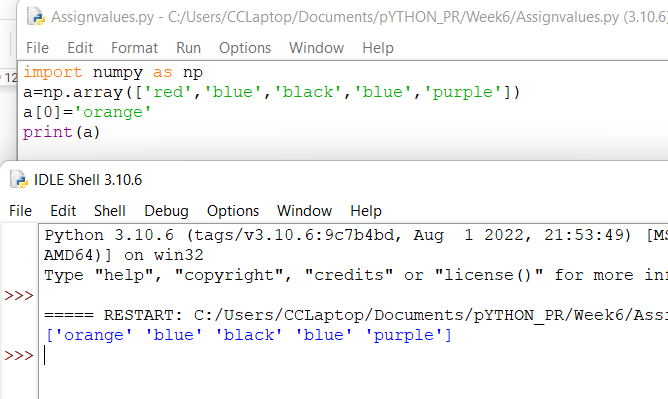 Assignvalues.py - C:/Users/CCLaptop/Documents/pYTHON_PR/Week6/Assignvalues.py (3.10.6)
File Edit Format Run Options Window Help
12
import numpy as np
a=np.array(['red','blue','black','blue','purple'])
a[0]='orange'
print(a)
IDLE Shell 3.10.6
File Edit Shell Debug Options Window Help
Python 3.10.6 (tags/v3.10.6:9c7b4bd, Aug  1 2022, 21:53:49) [MS
AMD64)] on win32
Type "help", "copyright", "credits" or "license()" for more inf
>>>
===== RESTART: C:/Users/CCLaptop/Documents/pYTHON_PR/Week6/Assi
['orange' 'blue' 'black' 'blue' 'purple']
>>>